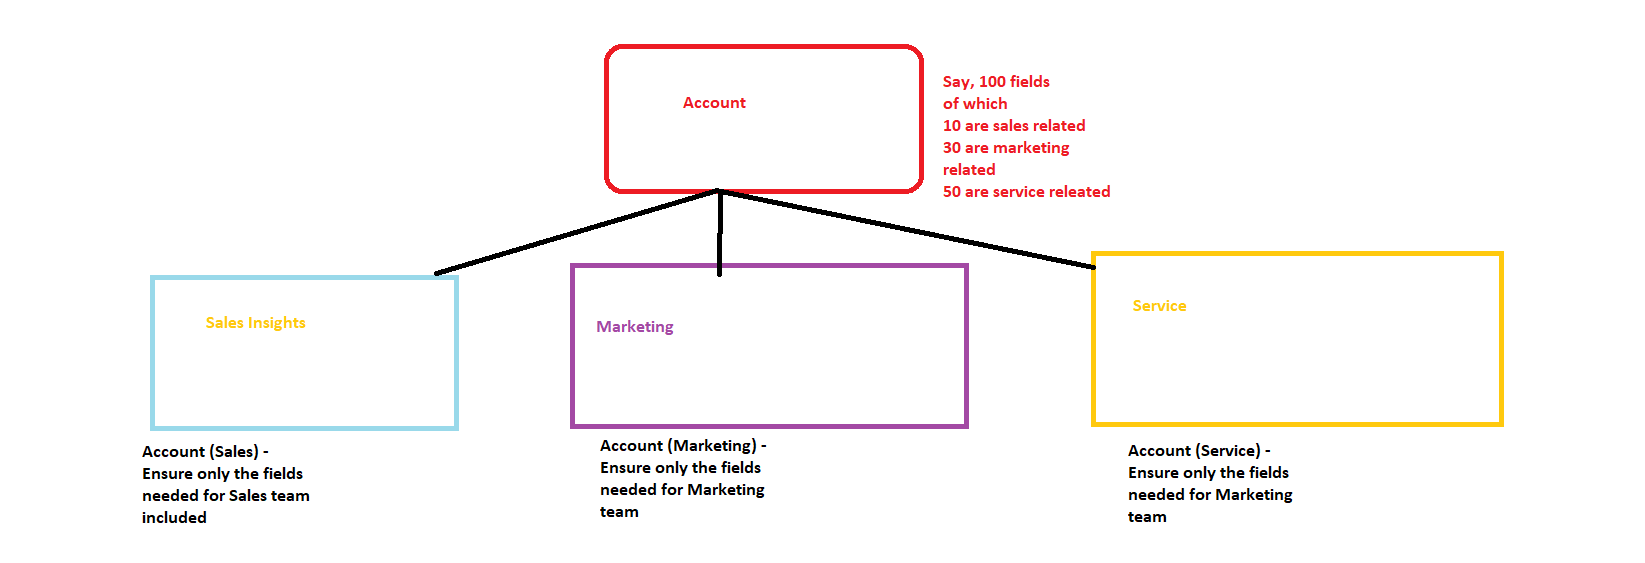 Account
Say, 100 fields
of which
10 are sales related
30 are marketing
related
50 are service releated
Sales Insights
Marketing
Service
Account (Sales) -
Ensure only the fields
needed for Sales team
included
Account (Marketing) -
Ensure only the fields
needed for Marketing
team
Account (Service) -
Ensure only the fields
needed for Marketing
team